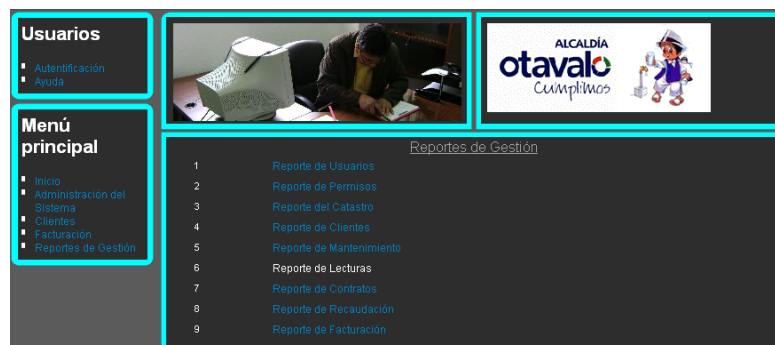 Usuarios
Autentificación
Ayuda
Menú
principal
Inicio
Administración del
Sistema
Clientes
Facturación
Reportes de Gestión
ALCALDÍA
otavalo
Cumplimos
Reportes de Gestión
1 Reporte de Usuarios
2 Reporte de Permisos
3 Reporte del Catastro
4 Reporte de Clientes
5 Reporte de Mantenimiento
6 Reporte de Lecturas
7 Reporte de Contratos
8 Reporte de Recaudación
9 Reporte de Facturación